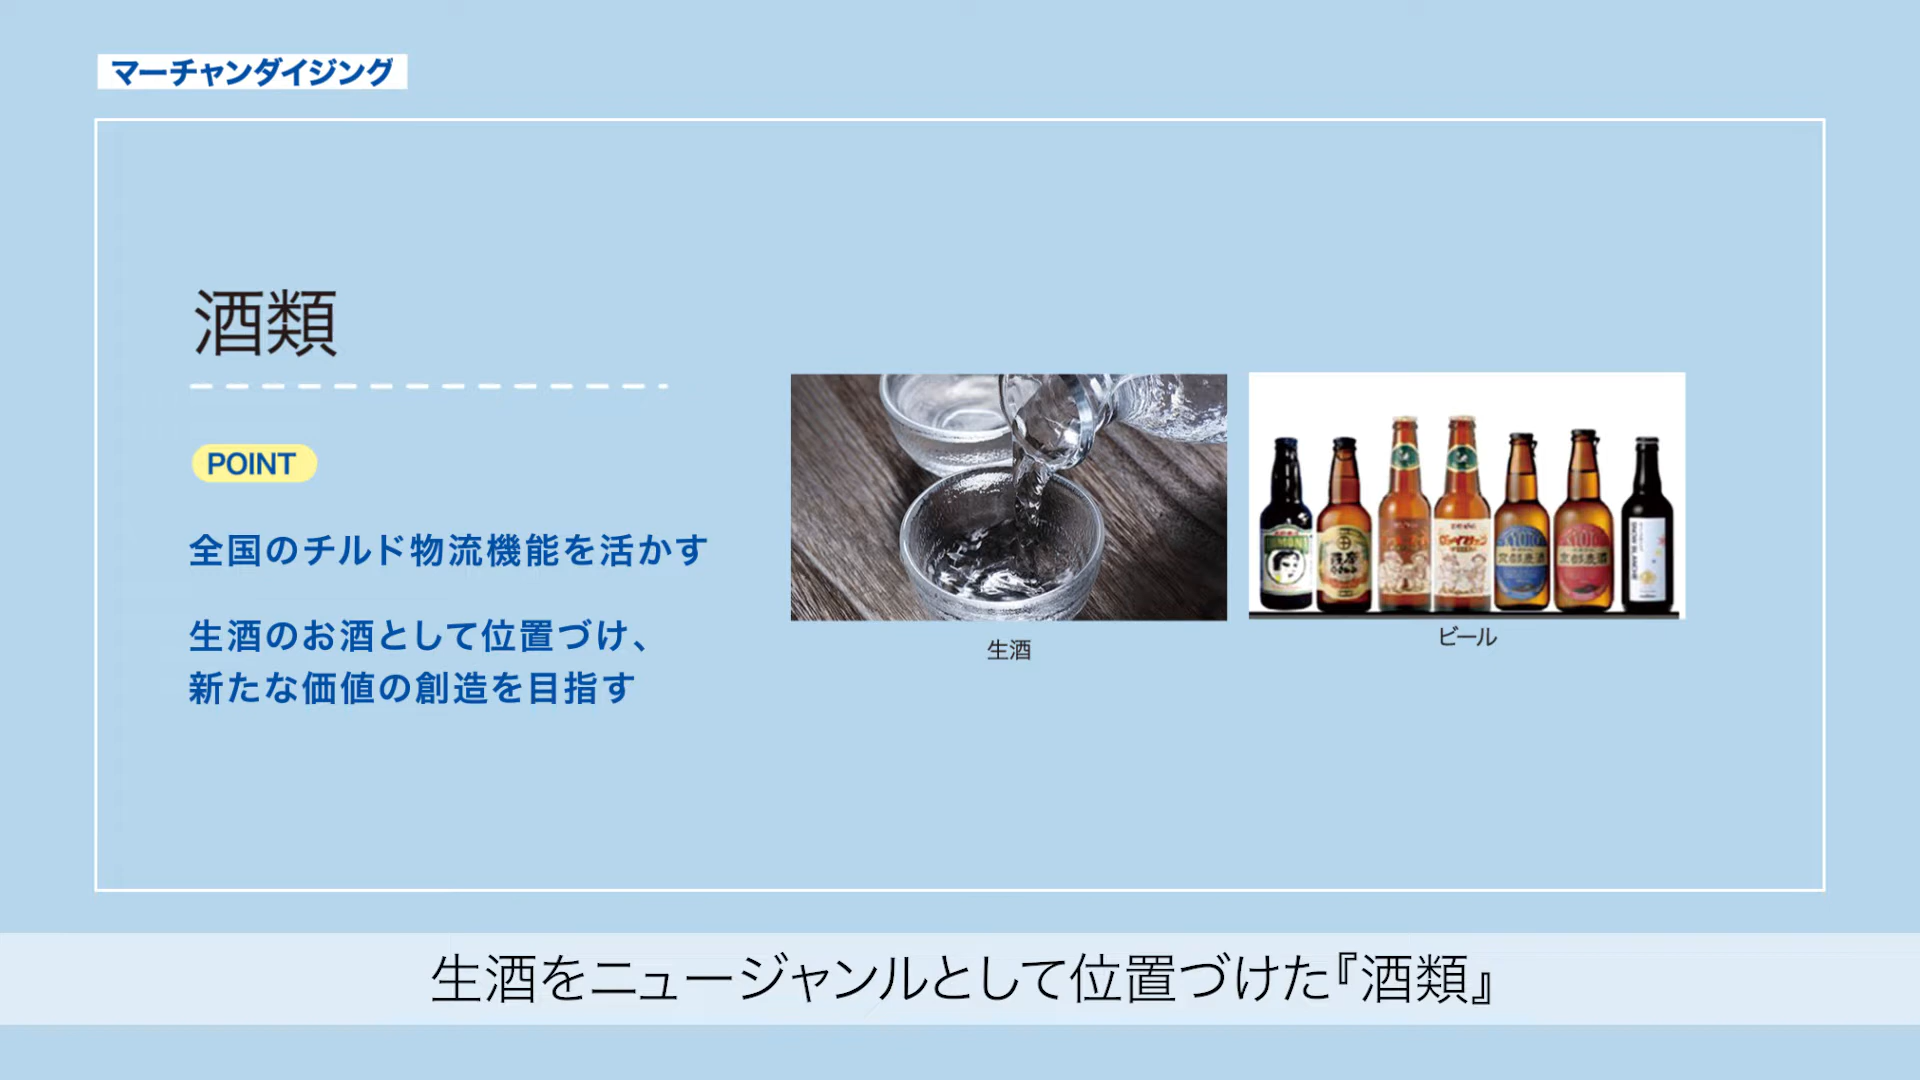 マーチャンダイジング
酒類
POINT
全国のチルド物流機能を活かす
生酒のお酒として位置づけ、
新たな価値の創造を目指す
生酒
ビール
生酒をニュージャンルとして位置づけた『酒類』